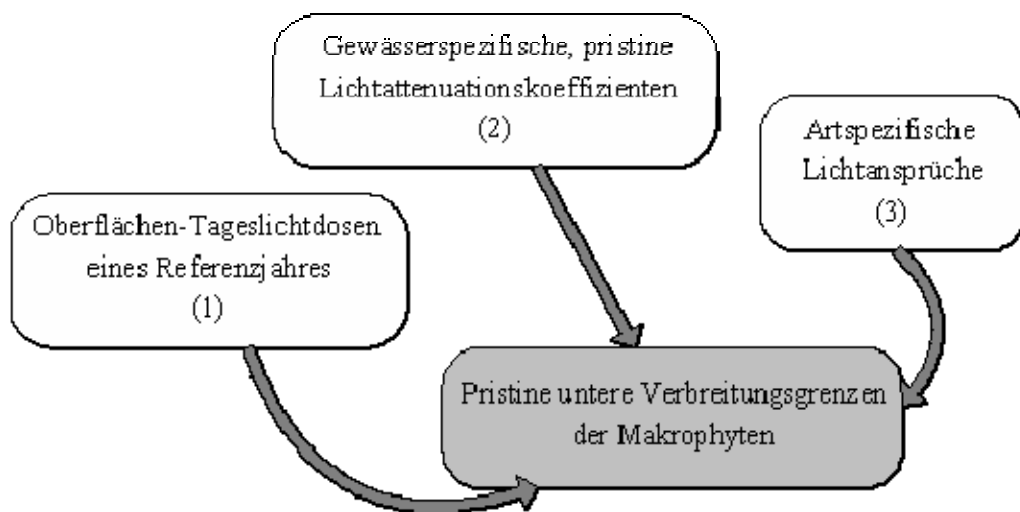 Gewässerspezifische, pristine
Lichtattenuationskoeffizienten
(2)
Artspezifische
Lichtansprüche
(3)
Oberflächen-Tageslichtdosen
eines Referenzjahres
(1)
Pristine untere Verbreitungsgrenzen
der Makrophyten